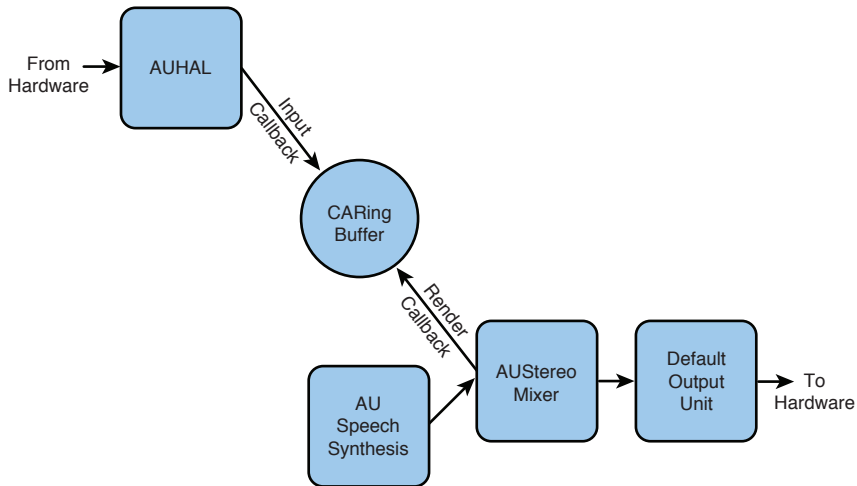 From
Hardware
AUHAL
Input
Callback
CARing
Buffer
Render
Callback
AU
Speech
Synthesis
AUStereo
Mixer
Default
Output
Unit
To
Hardware